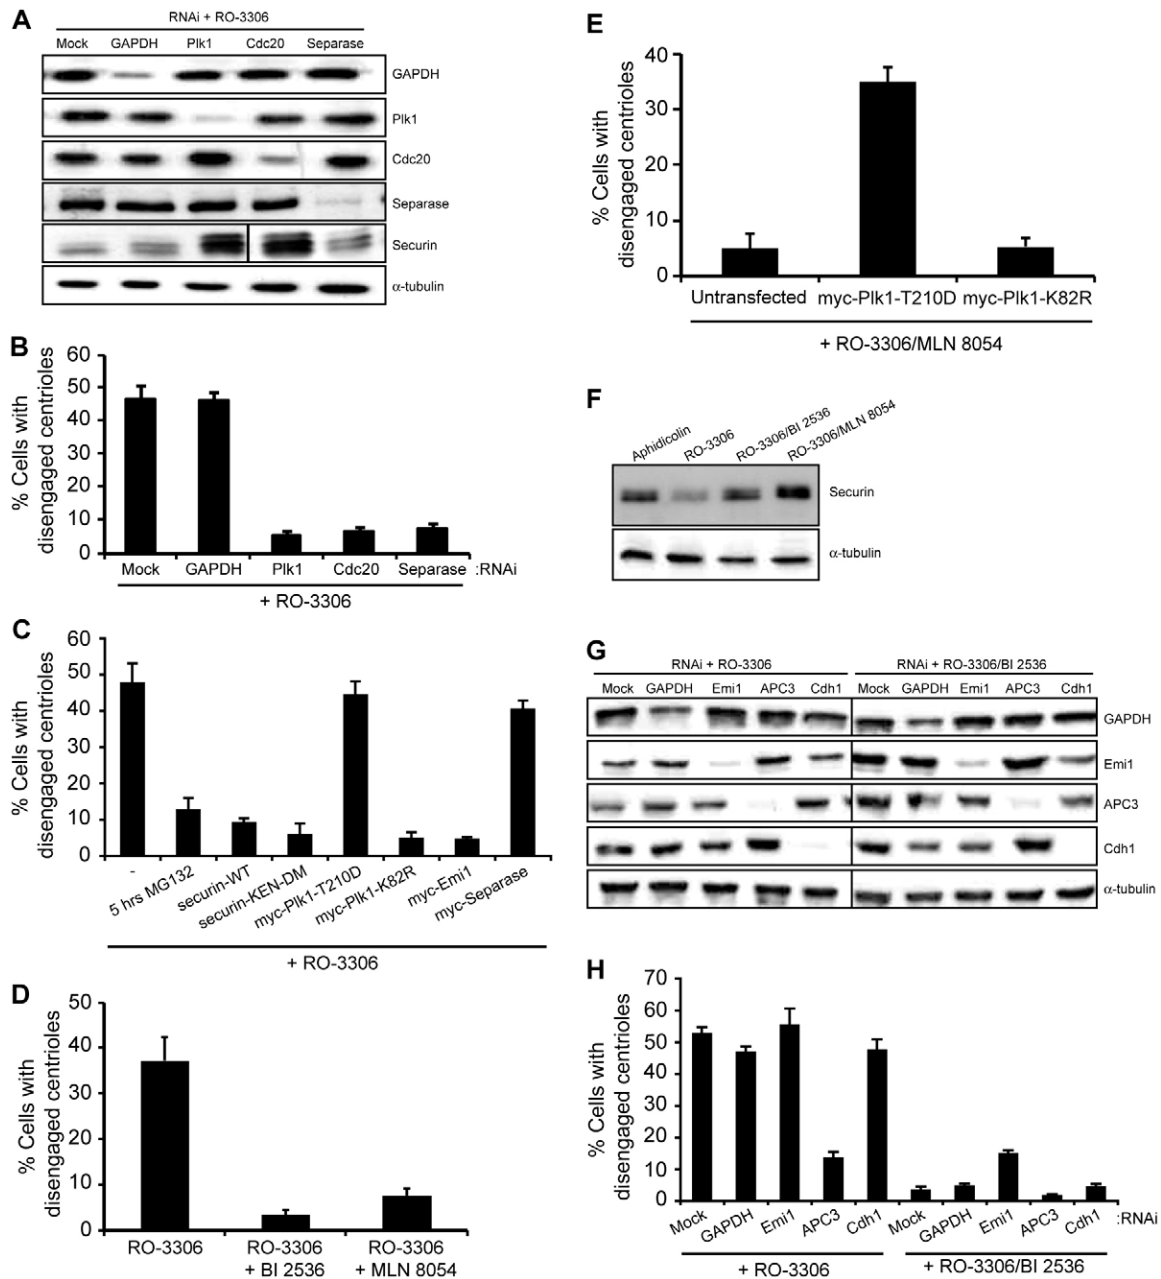 A
RNAi + RO-3306
Mock GAPDH Plk1 Cdc20 Separase
GAPDH
Plk1
Cdc20
Separase
Securin
α-tubulin
B
% Cells with
disengaged centrioles
60
50
40
30
20
10
0
Mock GAPDH Plk1 Cdc20 Separase :RNAi
+ RO-3306
C
% Cells with
disengaged centrioles
60
50
40
30
20
10
0
-
5 hrs MG132
securin-WT
securin-KEN-DM
myc-Plk1-T210D
myc-Plk1-K82R
myc-Emi1
myc-Separase
+ RO-3306
D
% Cells with
disengaged centrioles
50
40
30
20
10
0
RO-3306
RO-3306
+ BI 2536
RO-3306
+ MLN 8054
E
% Cells with
disengaged centrioles
40
30
20
10
0
Untransfected myc-Plk1-T210D myc-Plk1-K82R
+ RO-3306/MLN 8054
F
Aphidicolin
RO-3306
RO-3306/BI 2536
RO-3306/MLN 8054
Securin
α-tubulin
G
RNAi + RO-3306
RNAi + RO-3306/BI 2536
Mock GAPDH Emi1 APC3 Cdh1 Mock GAPDH Emi1 APC3 Cdh1
GAPDH
Emi1
APC3
Cdh1
α-tubulin
H
% Cells with
disengaged centrioles
70
60
50
40
30
20
10
0
Mock GAPDH Emi1 APC3 Cdh1 Mock GAPDH Emi1 APC3 Cdh1 :RNAi
+ RO-3306
+ RO-3306/BI 2536